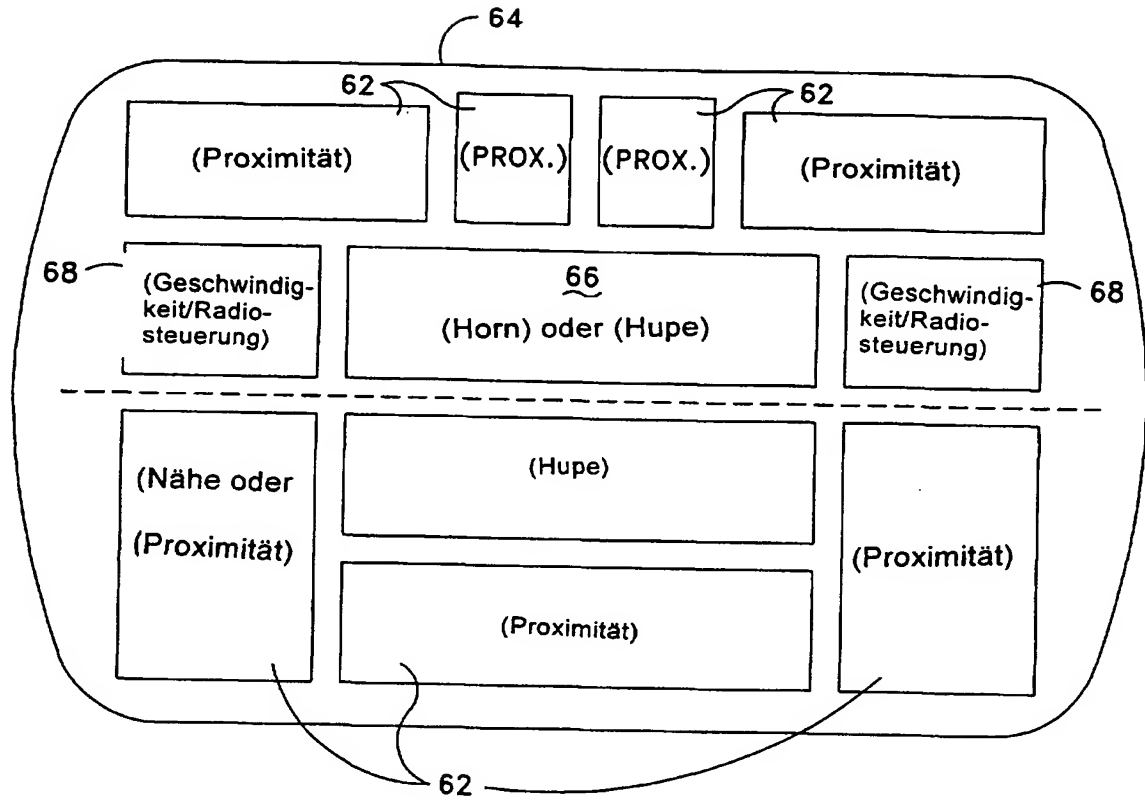 64
62
62
(Proximität)
(PROX.)
(PROX.)
(Proximität)
68
(Geschwindig-
keit/Radio-
steuerung)
66
(Horn) oder (Hupe)
(Geschwindig-
keit/Radio-
steuerung)
68
(Nähe oder
(Proximität)
(Hupe)
(Proximität)
(Proximität)
62